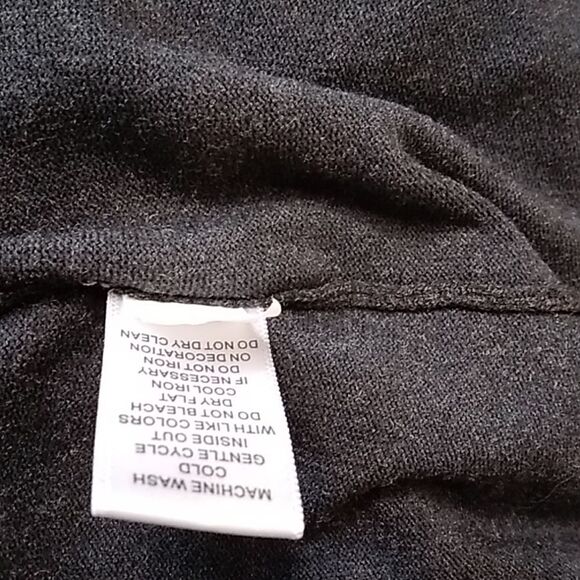 MACHINE WASH
COLD
GENTLE CYCLE
INSIDE OUT
WITH LIKE COLORS
DO NOT BLEACH
DRY FLAT
COOL IRON
IF NECESSARY
DO NOT IRON
ON DECORATION
DO NOT DRY CLEAN